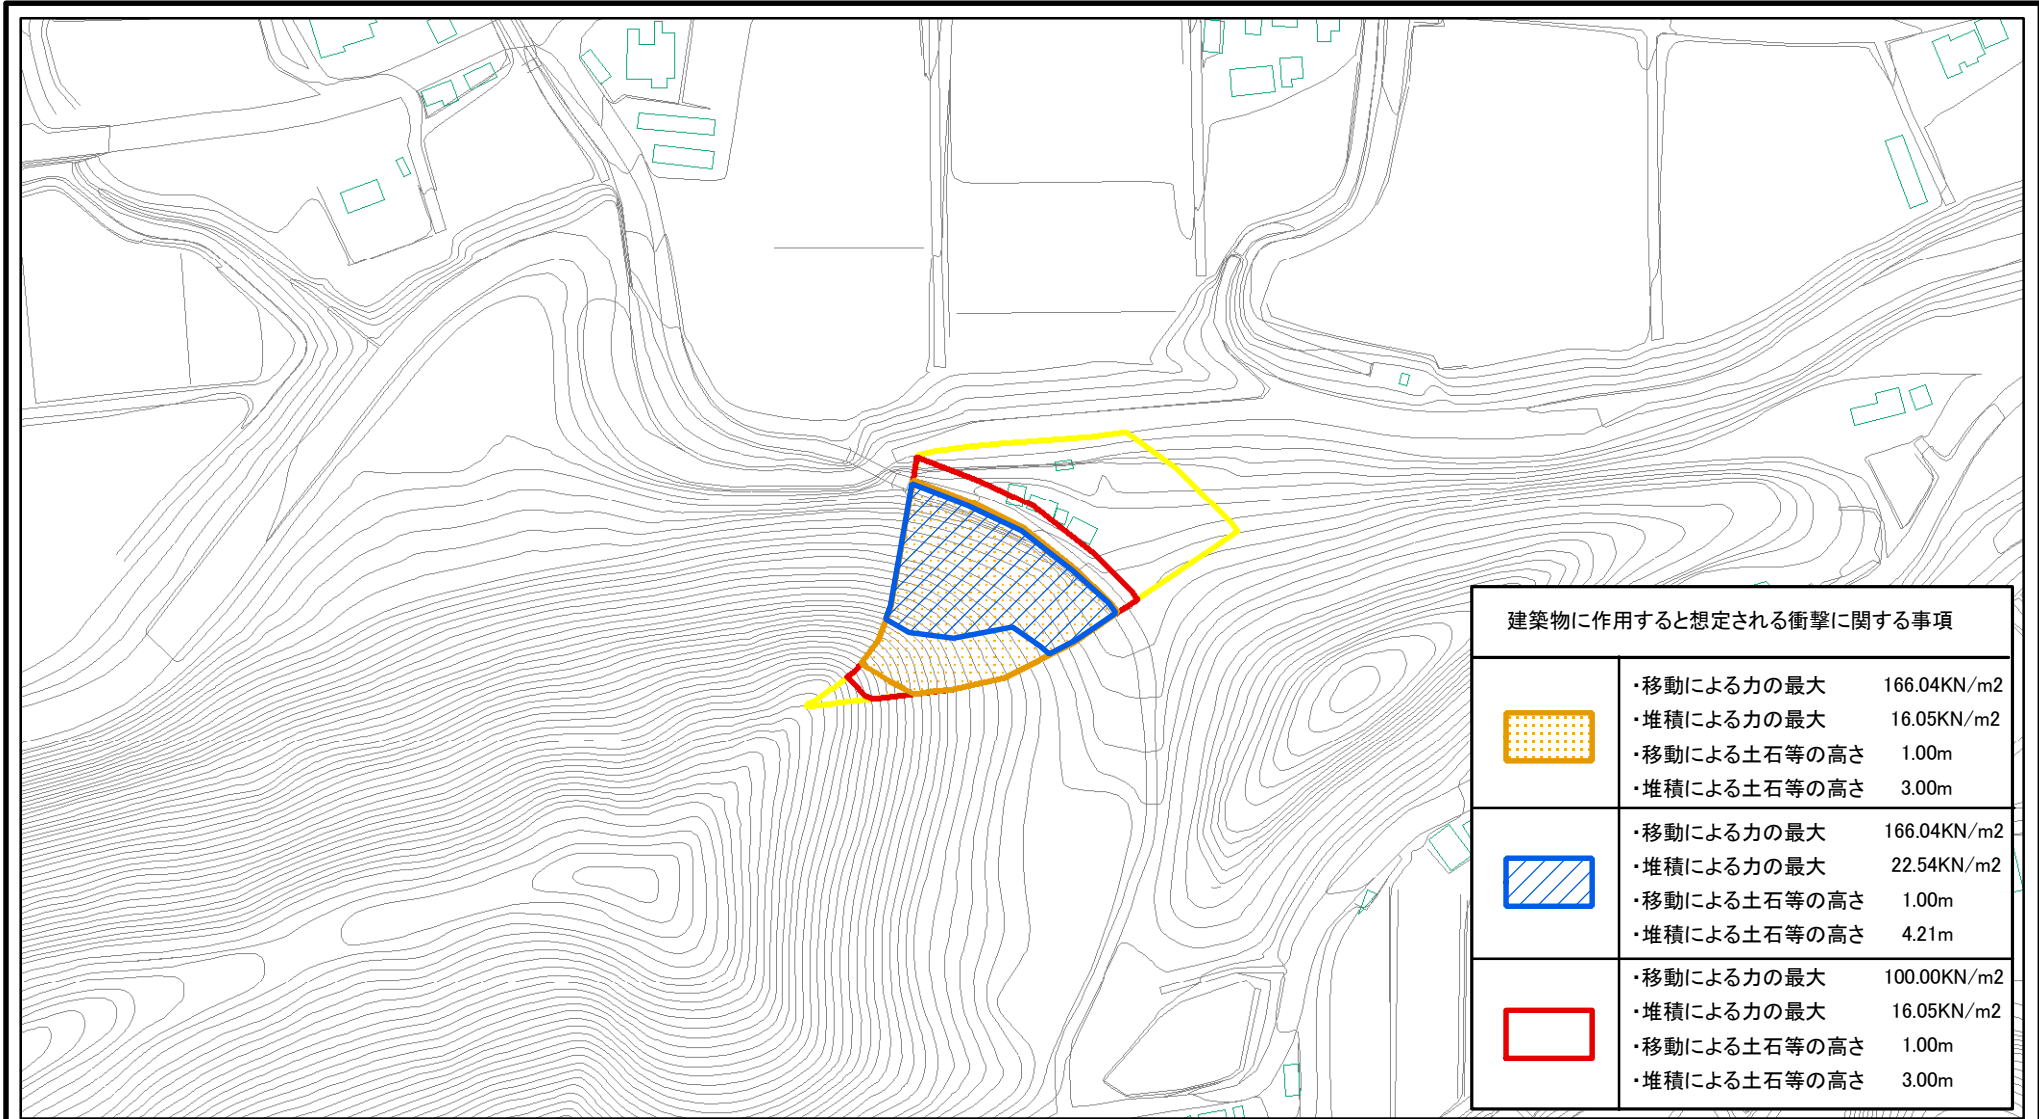 建築物に作用すると想定される衝撃に関する事項
・移動による力の最大 166.04KN/m2
・堆積による力の最大 16.05KN/m2
・移動による土石等の高さ 1.00m
・堆積による土石等の高さ 3.00m
・移動による力の最大 166.04KN/m2
・堆積による力の最大 22.54KN/m2
・移動による土石等の高さ 1.00m
・堆積による土石等の高さ 4.21m
・移動による力の最大 100.00KN/m2
・堆積による力の最大 16.05KN/m2
・移動による土石等の高さ 1.00m
・堆積による土石等の高さ 3.00m